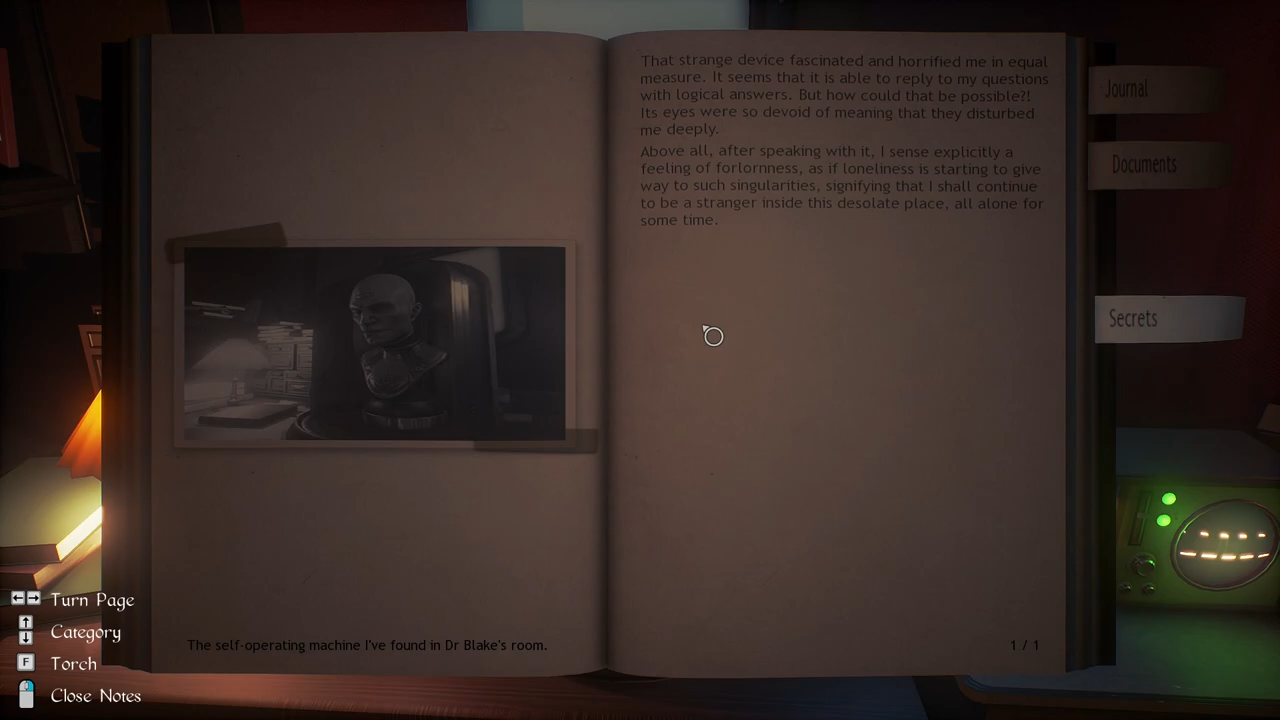 That strange device fascinated and horrified me in equal
measure. It seems that it is able to reply to my questions
with logical answers. But how could that be possible?!
Its eyes were so devoid of meaning that they disturbed
me deeply.
Above all, after speaking with it, I sense explicitly a
feeling of forlornness, as if loneliness is starting to give
way to such singularities, signifying that I shall continue
to be a stranger inside this desolate place, all alone for
some time.
The self-operating machine I've found in Dr Blake's room.
1 / 1
Journal
Documents
Secrets
Turn Page
Category
F Torch
Close Notes